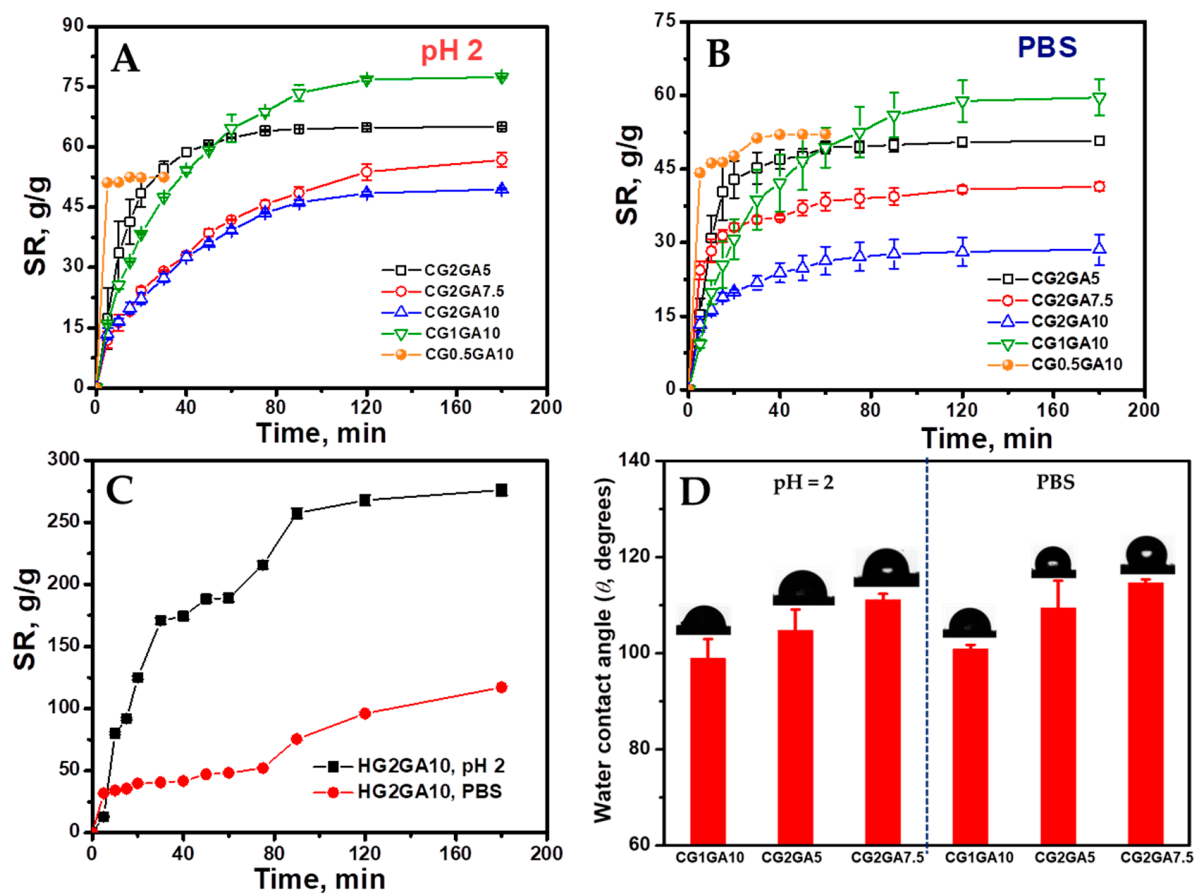 A
pH 2
SR, g/g
90
75
60
45
30
15
0
CG2GA5
CG2GA7.5
CG2GA10
CG1GA10
CG0.5GA10
0 40 80 120 160 200
Time, min
B
PBS
SR, g/g
75
60
45
30
15
0
CG2GA5
CG2GA7.5
CG2GA10
CG1GA10
CG0.5GA10
0 40 80 120 160 200
Time, min
C
SR, g/g
300
250
200
150
100
50
0
HG2GA10, pH 2
HG2GA10, PBS
0 40 80 120 160 200
Time, min
D
pH = 2
PBS
Water contact angle (θ, degrees)
140
120
100
80
60
CG1GA10 CG2GA5 CG2GA7.5 CG1GA10 CG2GA5 CG2GA7.5